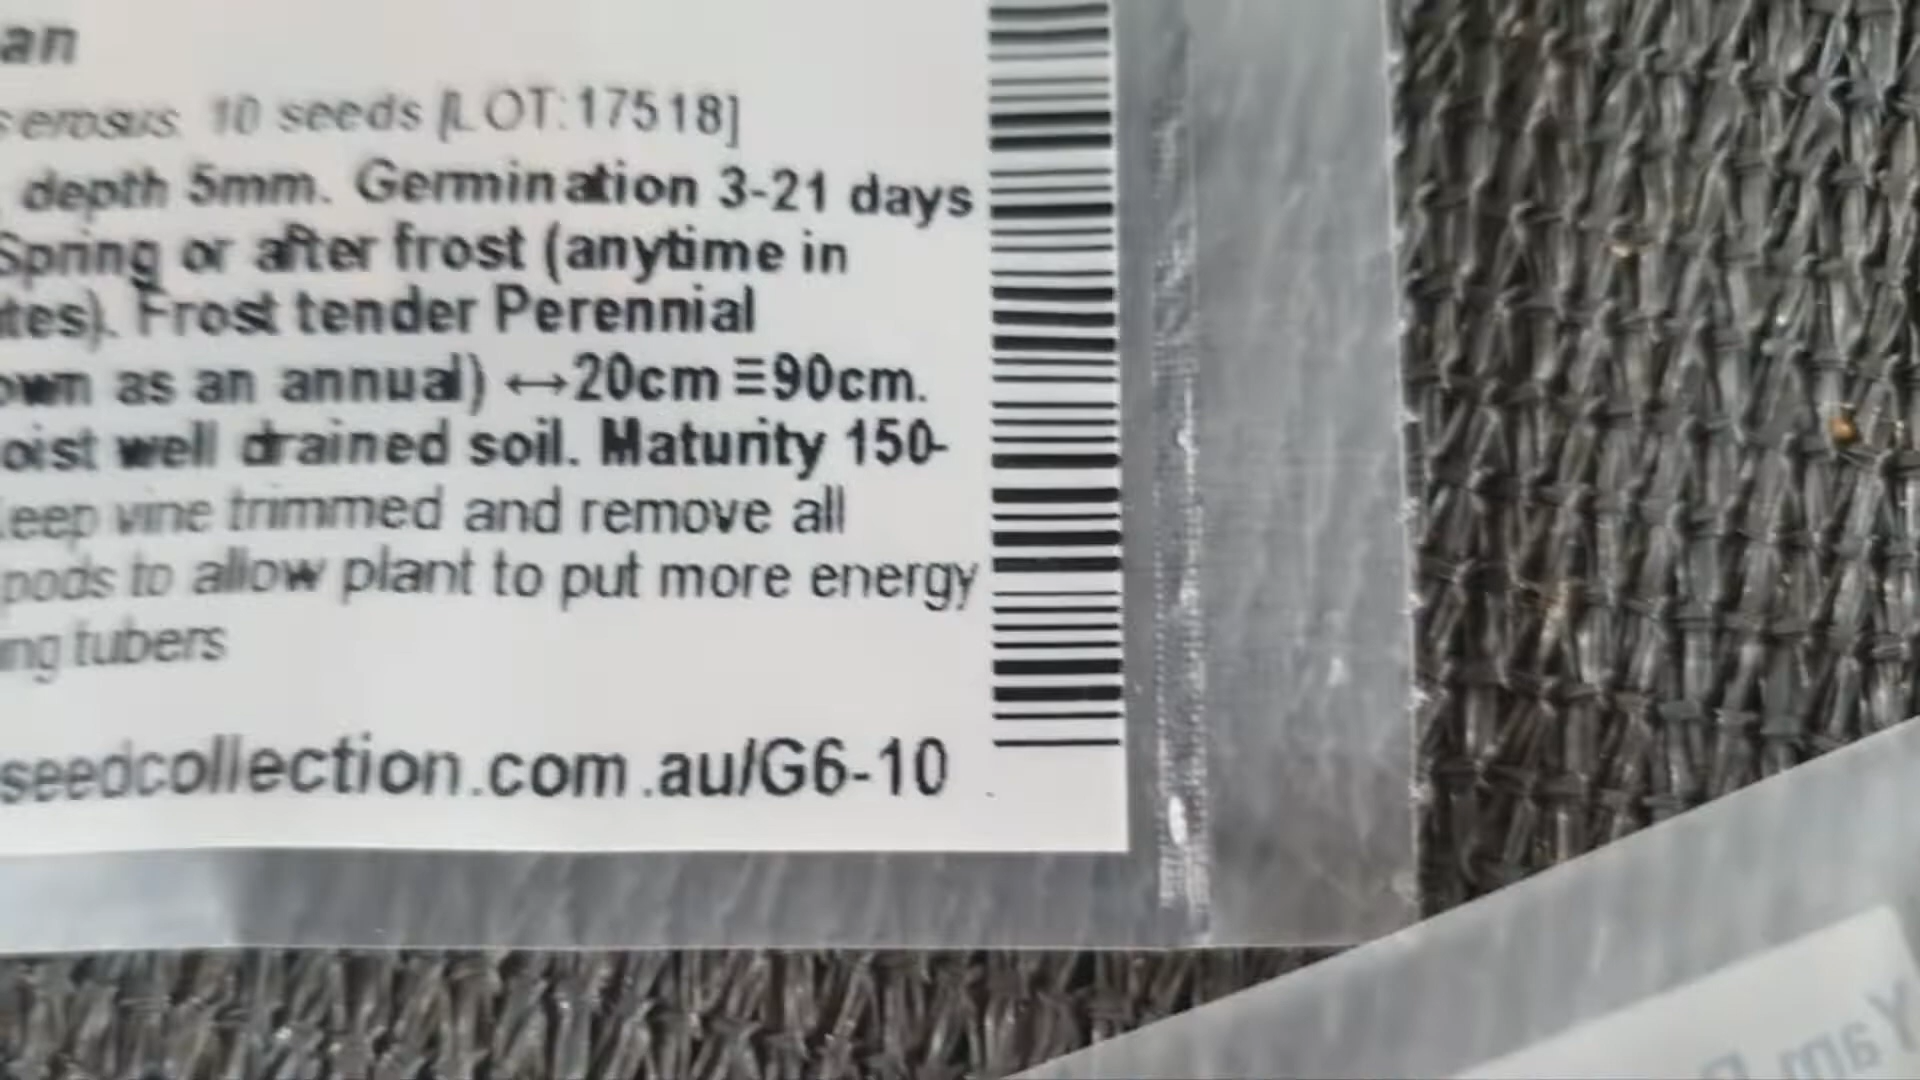 an
s erosus 10 seeds [LOT:17518]
depth 5mm. Germination 3-21 days
Spring or after frost (anytime in
tes). Frost tender Perennial
own as an annual) ↔20cm ≡90cm.
oist well drained soil. Maturity 150-
eep vine trimmed and remove all
pods to allow plant to put more energy
ng tubers
seedcollection.com.au/G6-10
Yam